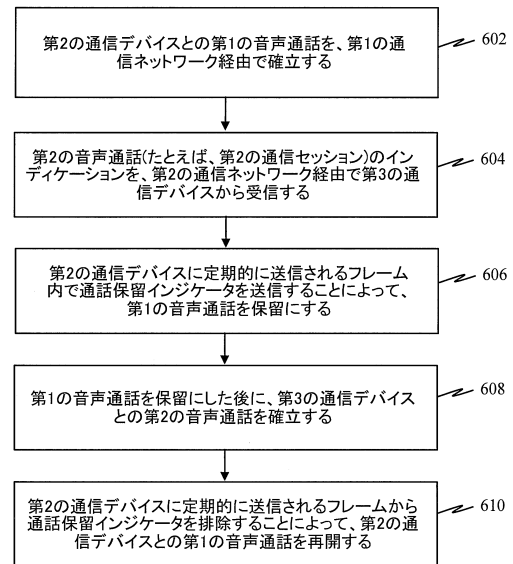 第2の通信デバイスとの第1の音声通話を、第1の通
信ネットワーク経由で確立する
602
第2の音声通話(たとえば、第2の通信セッション)のイン
ディケーションを、第2の通信ネットワーク経由で第3の通
信デバイスから受信する
604
第2の通信デバイスに定期的に送信されるフレーム
内で通話保留インジケータを送信することによって、
第1の音声通話を保留にする
606
第1の音声通話を保留にした後に、第3の通信デバイス
との第2の音声通話を確立する
608
第2の通信デバイスに定期的に送信されるフレームから
通話保留インジケータを排除することによって、第2の通
信デバイスとの第1の音声通話を再開する
610